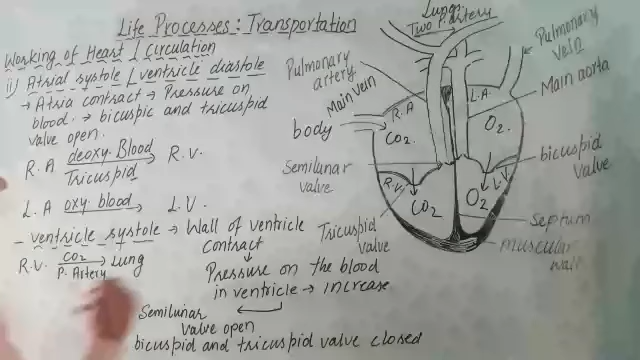 Life Processes: Transportation
Working of Heart / Circulation
ii) Atrial systole / ventricle diastole
→ Atria contract → Pressure on
blood. → bicuspic and tricuspid
valve open.
R.A deoxy. Blood R.V.
Tricuspid
L.A oxy. blood L.V.
- ventricle systole → Wall of ventricle
contract
R.V. CO2 Lung
P. Artery
Pressure on the blood
in ventricle → increase
Semilunar
valve open
bicuspid and tricuspid valve closed
Lungs
Two P. artery
Pulmonary
vein
Pulmonary
artery
Main vein
Main aorta
R.A
L.A.
CO2
O2.
body
bicuspid
valve
Semilunar
valve
R.V.
L.V
CO2
O2
Septum
Tricuspid
valve
muscular
wall